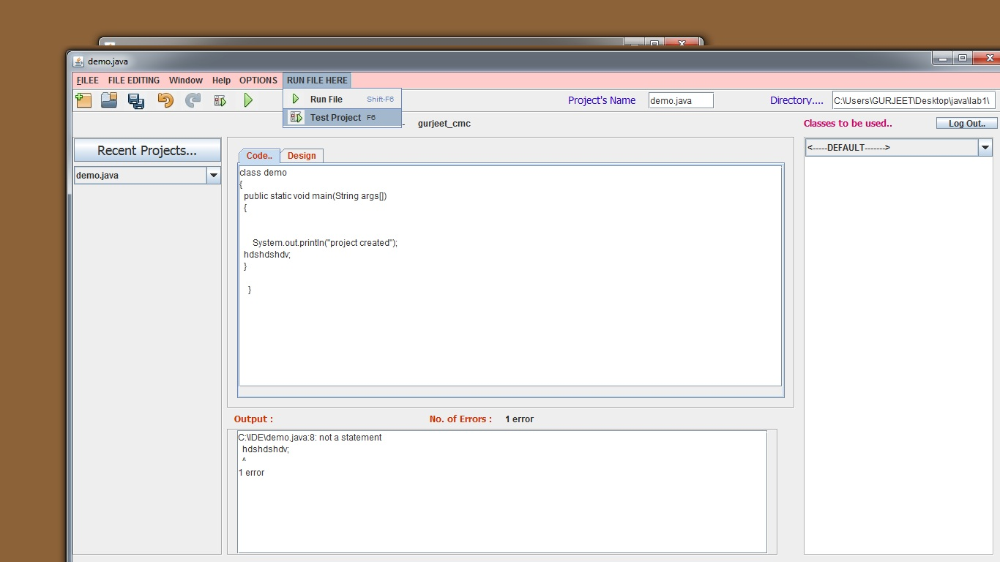 demo.java
FILEE FILE EDITING Window Help OPTIONS RUN FILE HERE
Run File Shift-F6
Test Project F6
Project's Name demo.java Directory.... C:\Users\GURJEET\Desktop\java\lab1\
- gurjeet_cmc
Classes to be used.. Log Out..
Recent Projects...
demo.java
<-----DEFAULT------->
Code.. Design
class demo
{
public static void main(String args[])
{
System.out.println("project created");
hdshdshdv;
}
}
Output : No. of Errors : 1 error
C:\IDE\demo.java:8: not a statement
hdshdshdv;
^
1 error